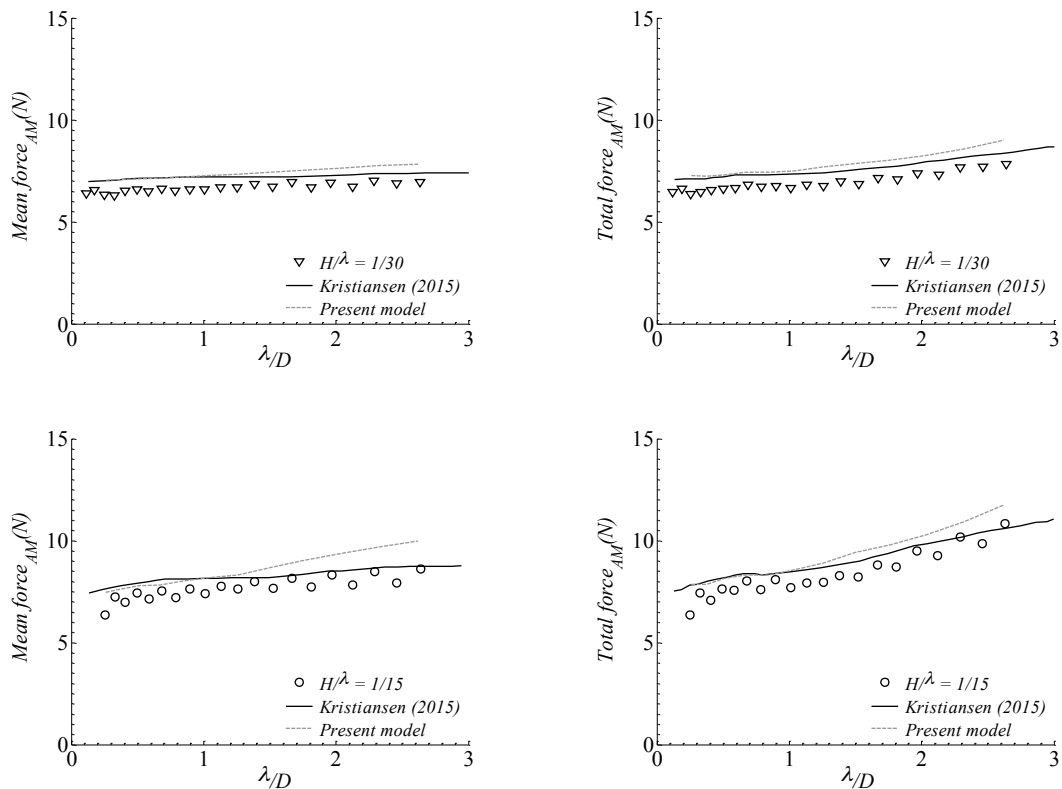 15
10
5
0
0 1 2 3
Mean force_AM(N)
λ/D
H/λ = 1/30
Kristiansen (2015)
Present model
15
10
5
0
0 1 2 3
Total force_AM(N)
λ/D
H/λ = 1/30
Kristiansen (2015)
Present model
15
10
5
0
0 1 2 3
Mean force_AM(N)
λ/D
H/λ = 1/15
Kristiansen (2015)
Present model
15
10
5
0
0 1 2 3
Total force_AM(N)
λ/D
H/λ = 1/15
Kristiansen (2015)
Present model